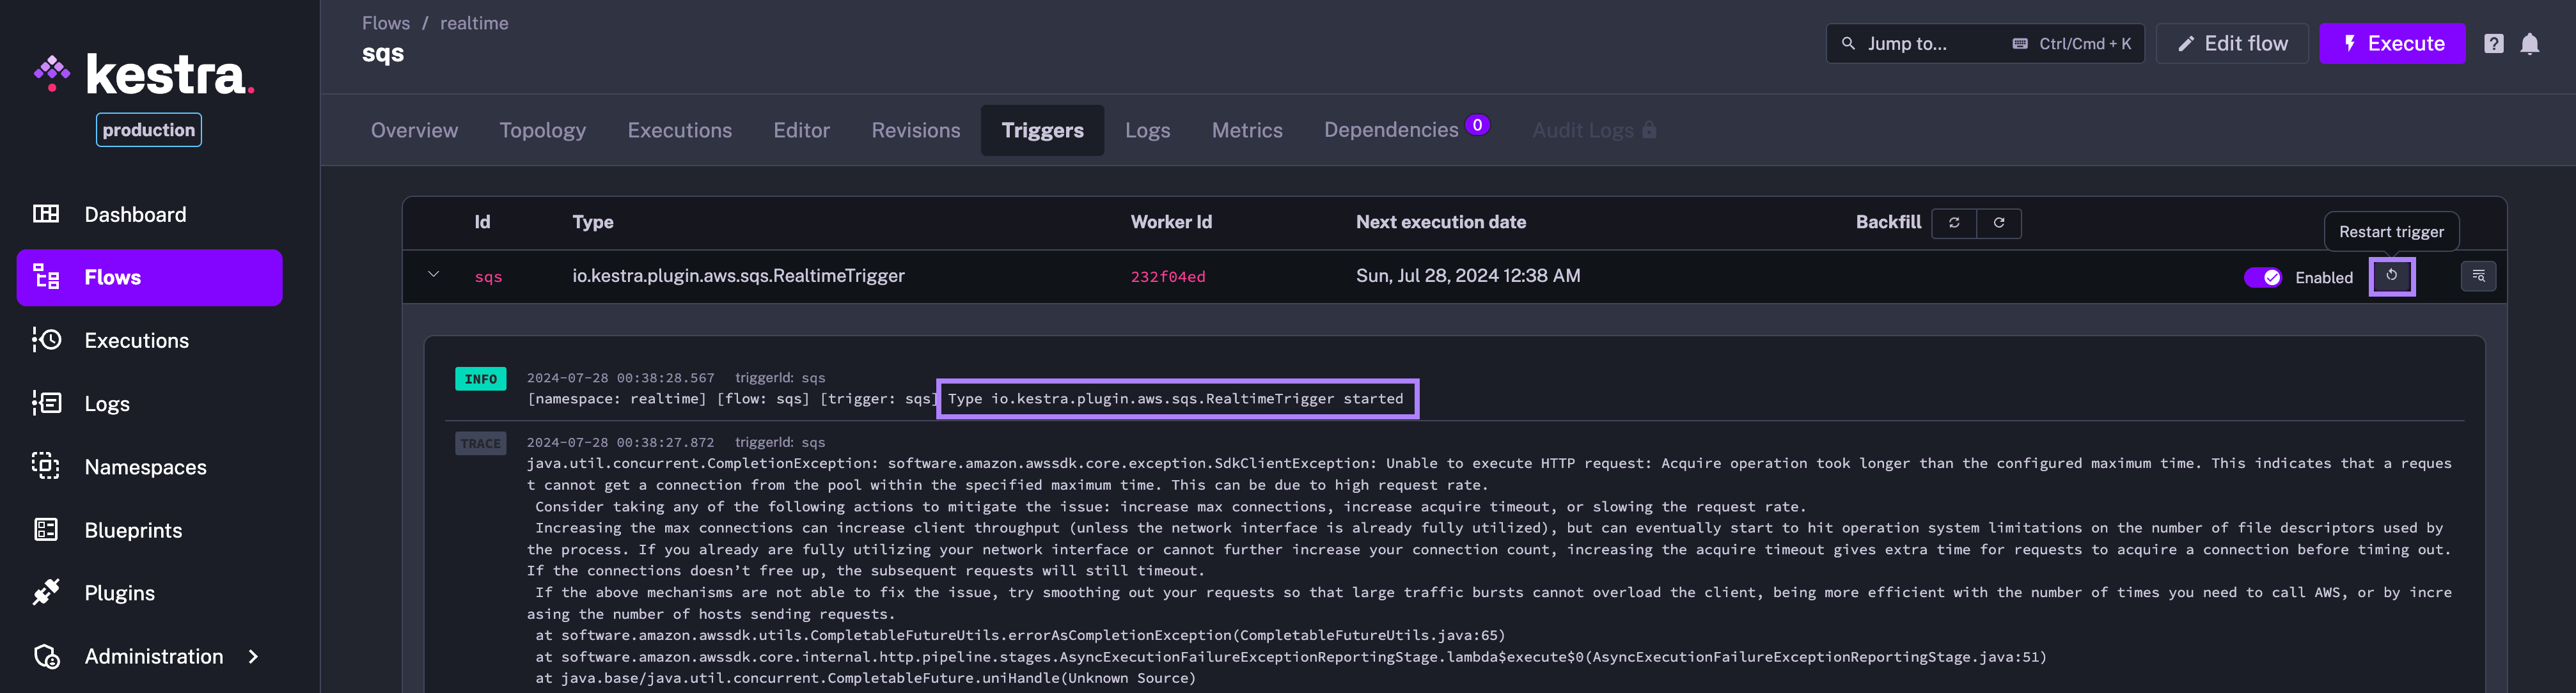 Flows / realtime
sqs
Jump to...
Ctrl/Cmd + K
Edit flow
Execute
?
kestra.
production
Overview
Topology
Executions
Editor
Revisions
Triggers
Logs
Metrics
Dependencies 0
Audit Logs
Dashboard
Flows
Executions
Logs
Namespaces
Blueprints
Plugins
Administration
Id
Type
Worker Id
Next execution date
Backfill
Restart trigger
sqs
io.kestra.plugin.aws.sqs.RealtimeTrigger
232f04ed
Sun, Jul 28, 2024 12:38 AM
Enabled
INFO
2024-07-28 00:38:28.567 triggerId: sqs
[namespace: realtime] [flow: sqs] [trigger: sqs] Type io.kestra.plugin.aws.sqs.RealtimeTrigger started
TRACE
2024-07-28 00:38:27.872 triggerId: sqs
java.util.concurrent.CompletionException: software.amazon.awssdk.core.exception.SdkClientException: Unable to execute HTTP request: Acquire operation took longer than the configured maximum time. This indicates that a reques
t cannot get a connection from the pool within the specified maximum time. This can be due to high request rate.
Consider taking any of the following actions to mitigate the issue: increase max connections, increase acquire timeout, or slowing the request rate.
Increasing the max connections can increase client throughput (unless the network interface is already fully utilized), but can eventually start to hit operation system limitations on the number of file descriptors used by
the process. If you already are fully utilizing your network interface or cannot further increase your connection count, increasing the acquire timeout gives extra time for requests to acquire a connection before timing out.
If the connections doesn't free up, the subsequent requests will still timeout.
If the above mechanisms are not able to fix the issue, try smoothing out your requests so that large traffic bursts cannot overload the client, being more efficient with the number of times you need to call AWS, or by incre
asing the number of hosts sending requests.
at software.amazon.awssdk.utils.CompletableFutureUtils.errorAsCompletionException(CompletableFutureUtils.java:65)
at software.amazon.awssdk.core.internal.http.pipeline.stages.AsyncExecutionFailureExceptionReportingStage.lambda$execute$0(AsyncExecutionFailureExceptionReportingStage.java:51)
at java.base/java.util.concurrent.CompletableFuture.uniHandle(Unknown Source)